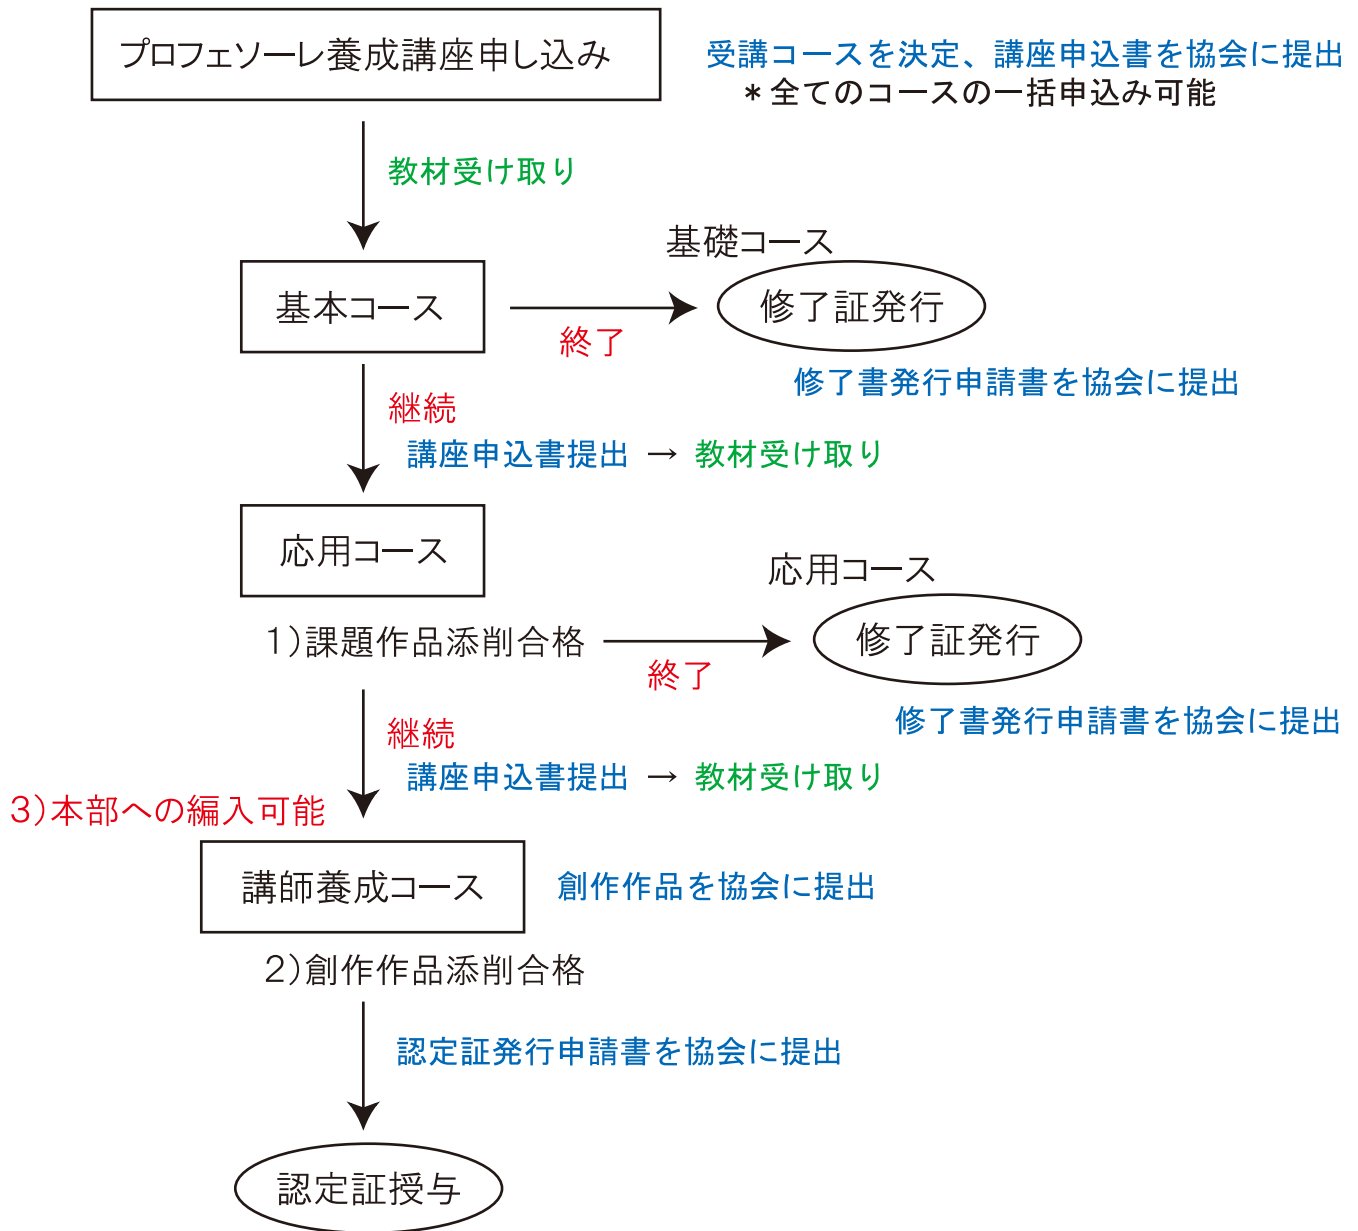 プロフェソーレ養成講座申し込み
受講コースを決定、講座申込書を協会に提出
＊全てのコースの一括申込み可能
教材受け取り
基礎コース
基本コース
修了証発行
終了
修了書発行申請書を協会に提出
継続
講座申込書提出 → 教材受け取り
応用コース
応用コース
1)課題作品添削合格
修了証発行
終了
修了書発行申請書を協会に提出
継続
講座申込書提出 → 教材受け取り
3)本部への編入可能
講師養成コース
創作作品を協会に提出
2)創作作品添削合格
認定証発行申請書を協会に提出
認定証授与